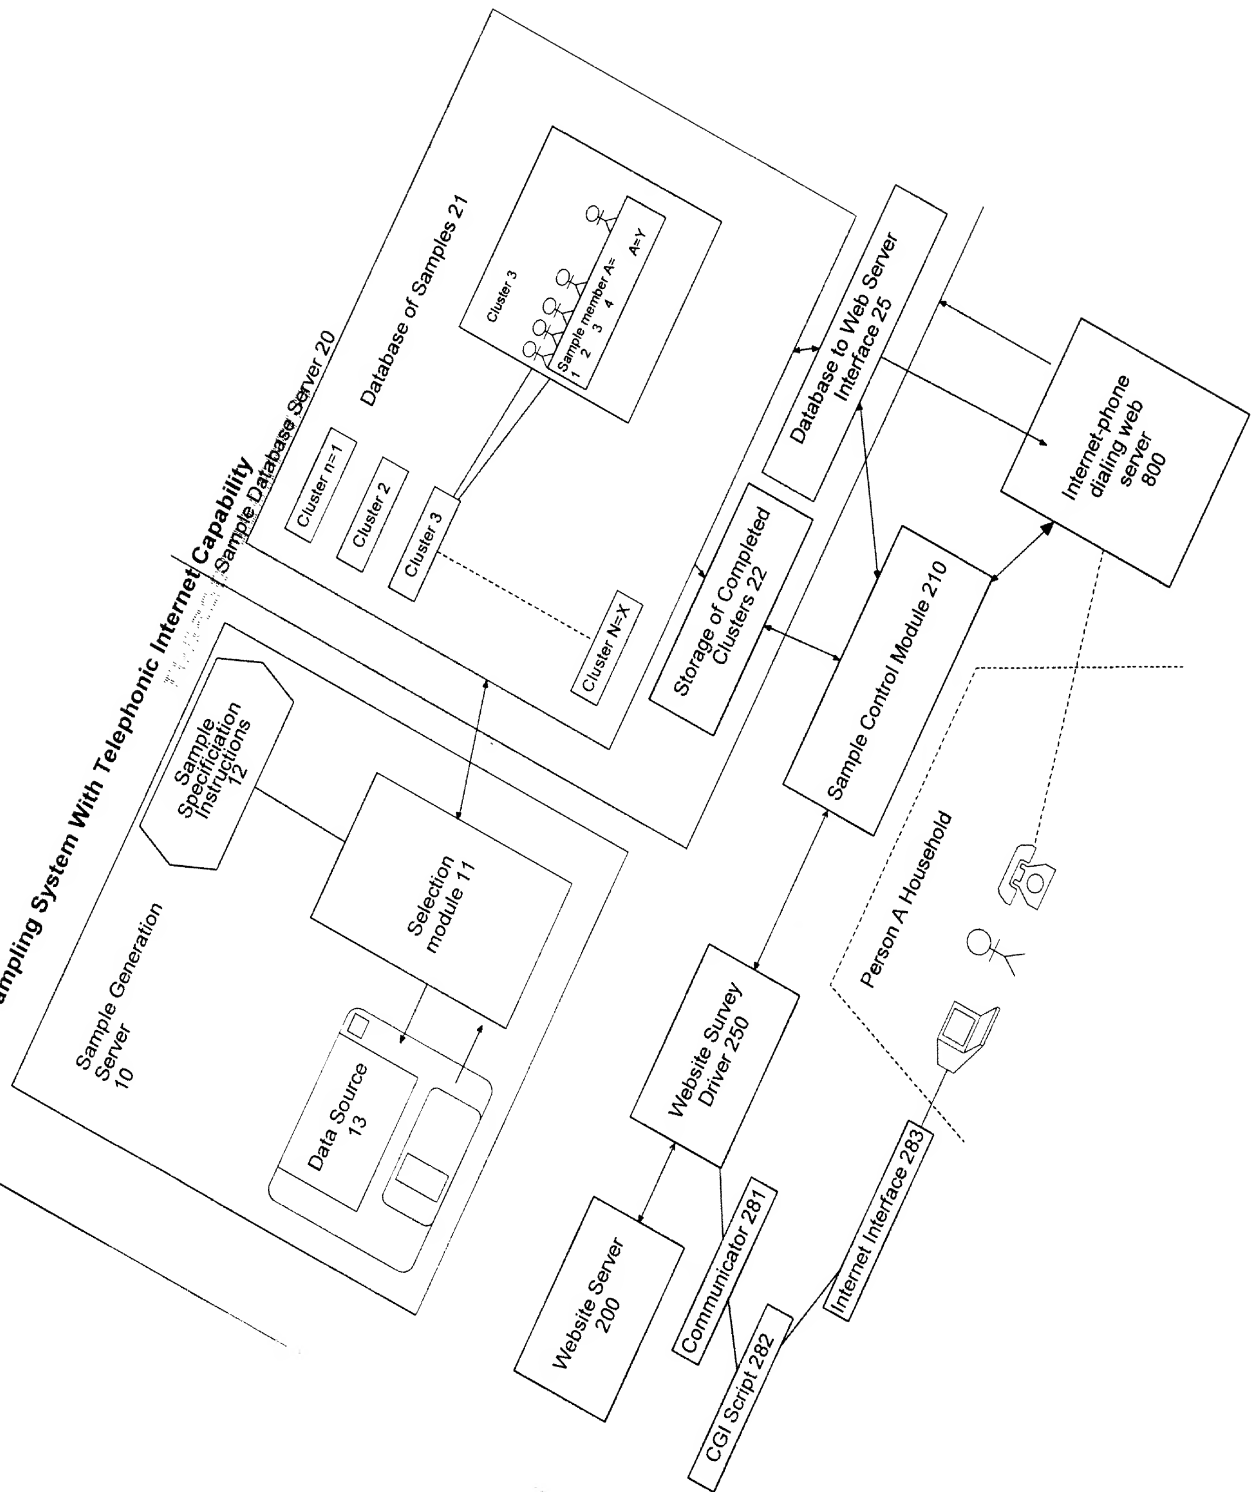 ampling System With Telephonic Internet Capability
Sample Database Server 20
Sample Generation
Server
10
Sample
Specificiation
Instructions
12
Selection
module 11
Data Source
13
Database of Samples 21
Cluster n=1
Cluster 2
Cluster 3
Cluster N=X
Cluster 3
Sample member A=
1 2 3 4 A=Y
Storage of Completed
Clusters 22
Database to Web Server
Interface 25
Sample Control Module 210
Internet-phone
dialing web
server
800
Website Survey
Driver 250
Website Server
200
Communicator 281
CGI Script 282
Internet Interface 283
Person A Household